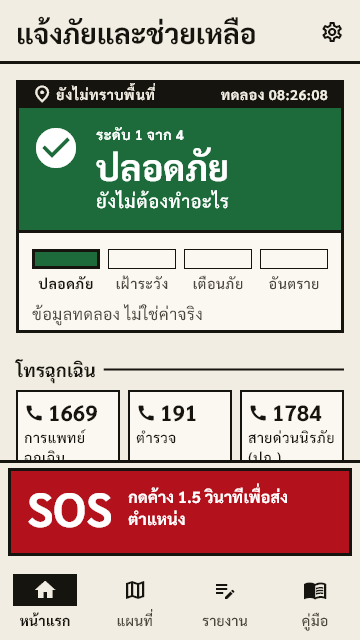 แจ้งภัยและช่วยเหลือ
ยังไม่ทราบพื้นที่ ทดลอง 08:26:08
ระดับ 1 จาก 4
ปลอดภัย
ยังไม่ต้องทำอะไร
ปลอดภัย เฝ้าระวัง เตือนภัย อันตราย
ข้อมูลทดลอง ไม่ใช่ค่าจริง
โทรฉุกเฉิน
1669 191 1784
การแพทย์ ตำรวจ สายด่วนนิรภัย
ฉุกเฉิน (ปภ.)
SOS กดค้าง 1.5 วินาทีเพื่อส่ง
ตำแหน่ง
หน้าแรก แผนที่ รายงาน คู่มือ